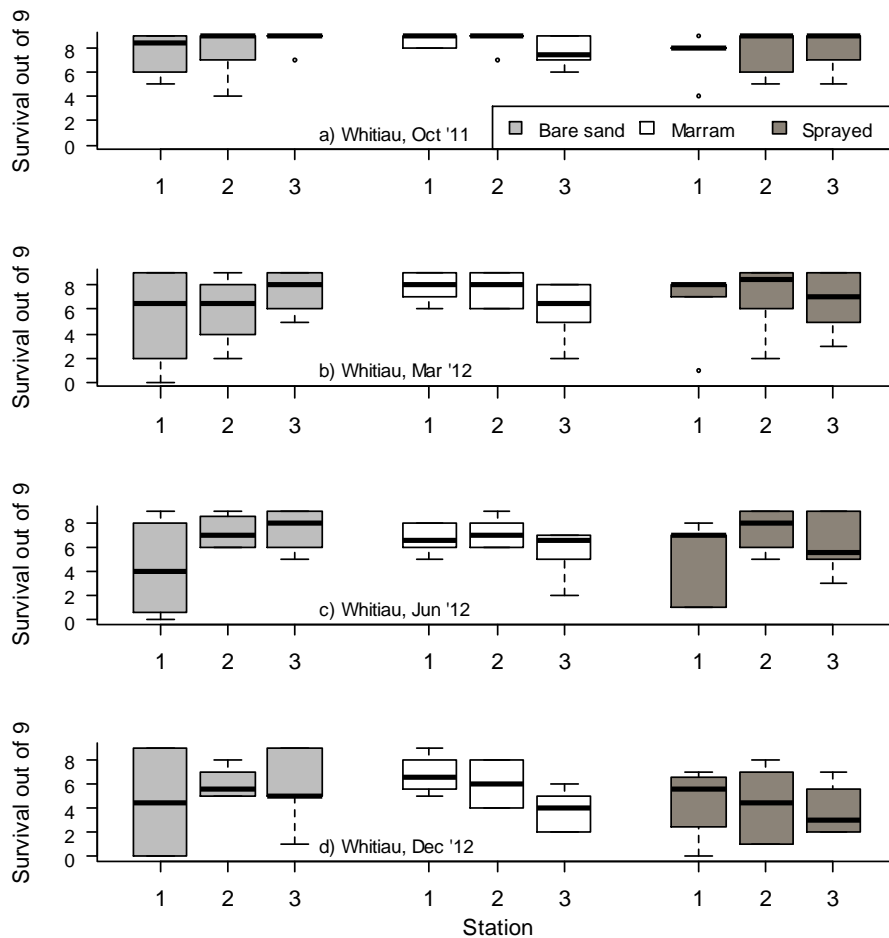 Survival out of 9
8
6
4
2
0
a) Whitiau, Oct '11
Bare sand Marram Sprayed
1 2 3 1 2 3 1 2 3
Survival out of 9
8
6
4
2
0
b) Whitiau, Mar '12
1 2 3 1 2 3 1 2 3
Survival out of 9
8
6
4
2
0
c) Whitiau, Jun '12
1 2 3 1 2 3 1 2 3
Survival out of 9
8
6
4
2
0
d) Whitiau, Dec '12
1 2 3 1 2 3 1 2 3
Station